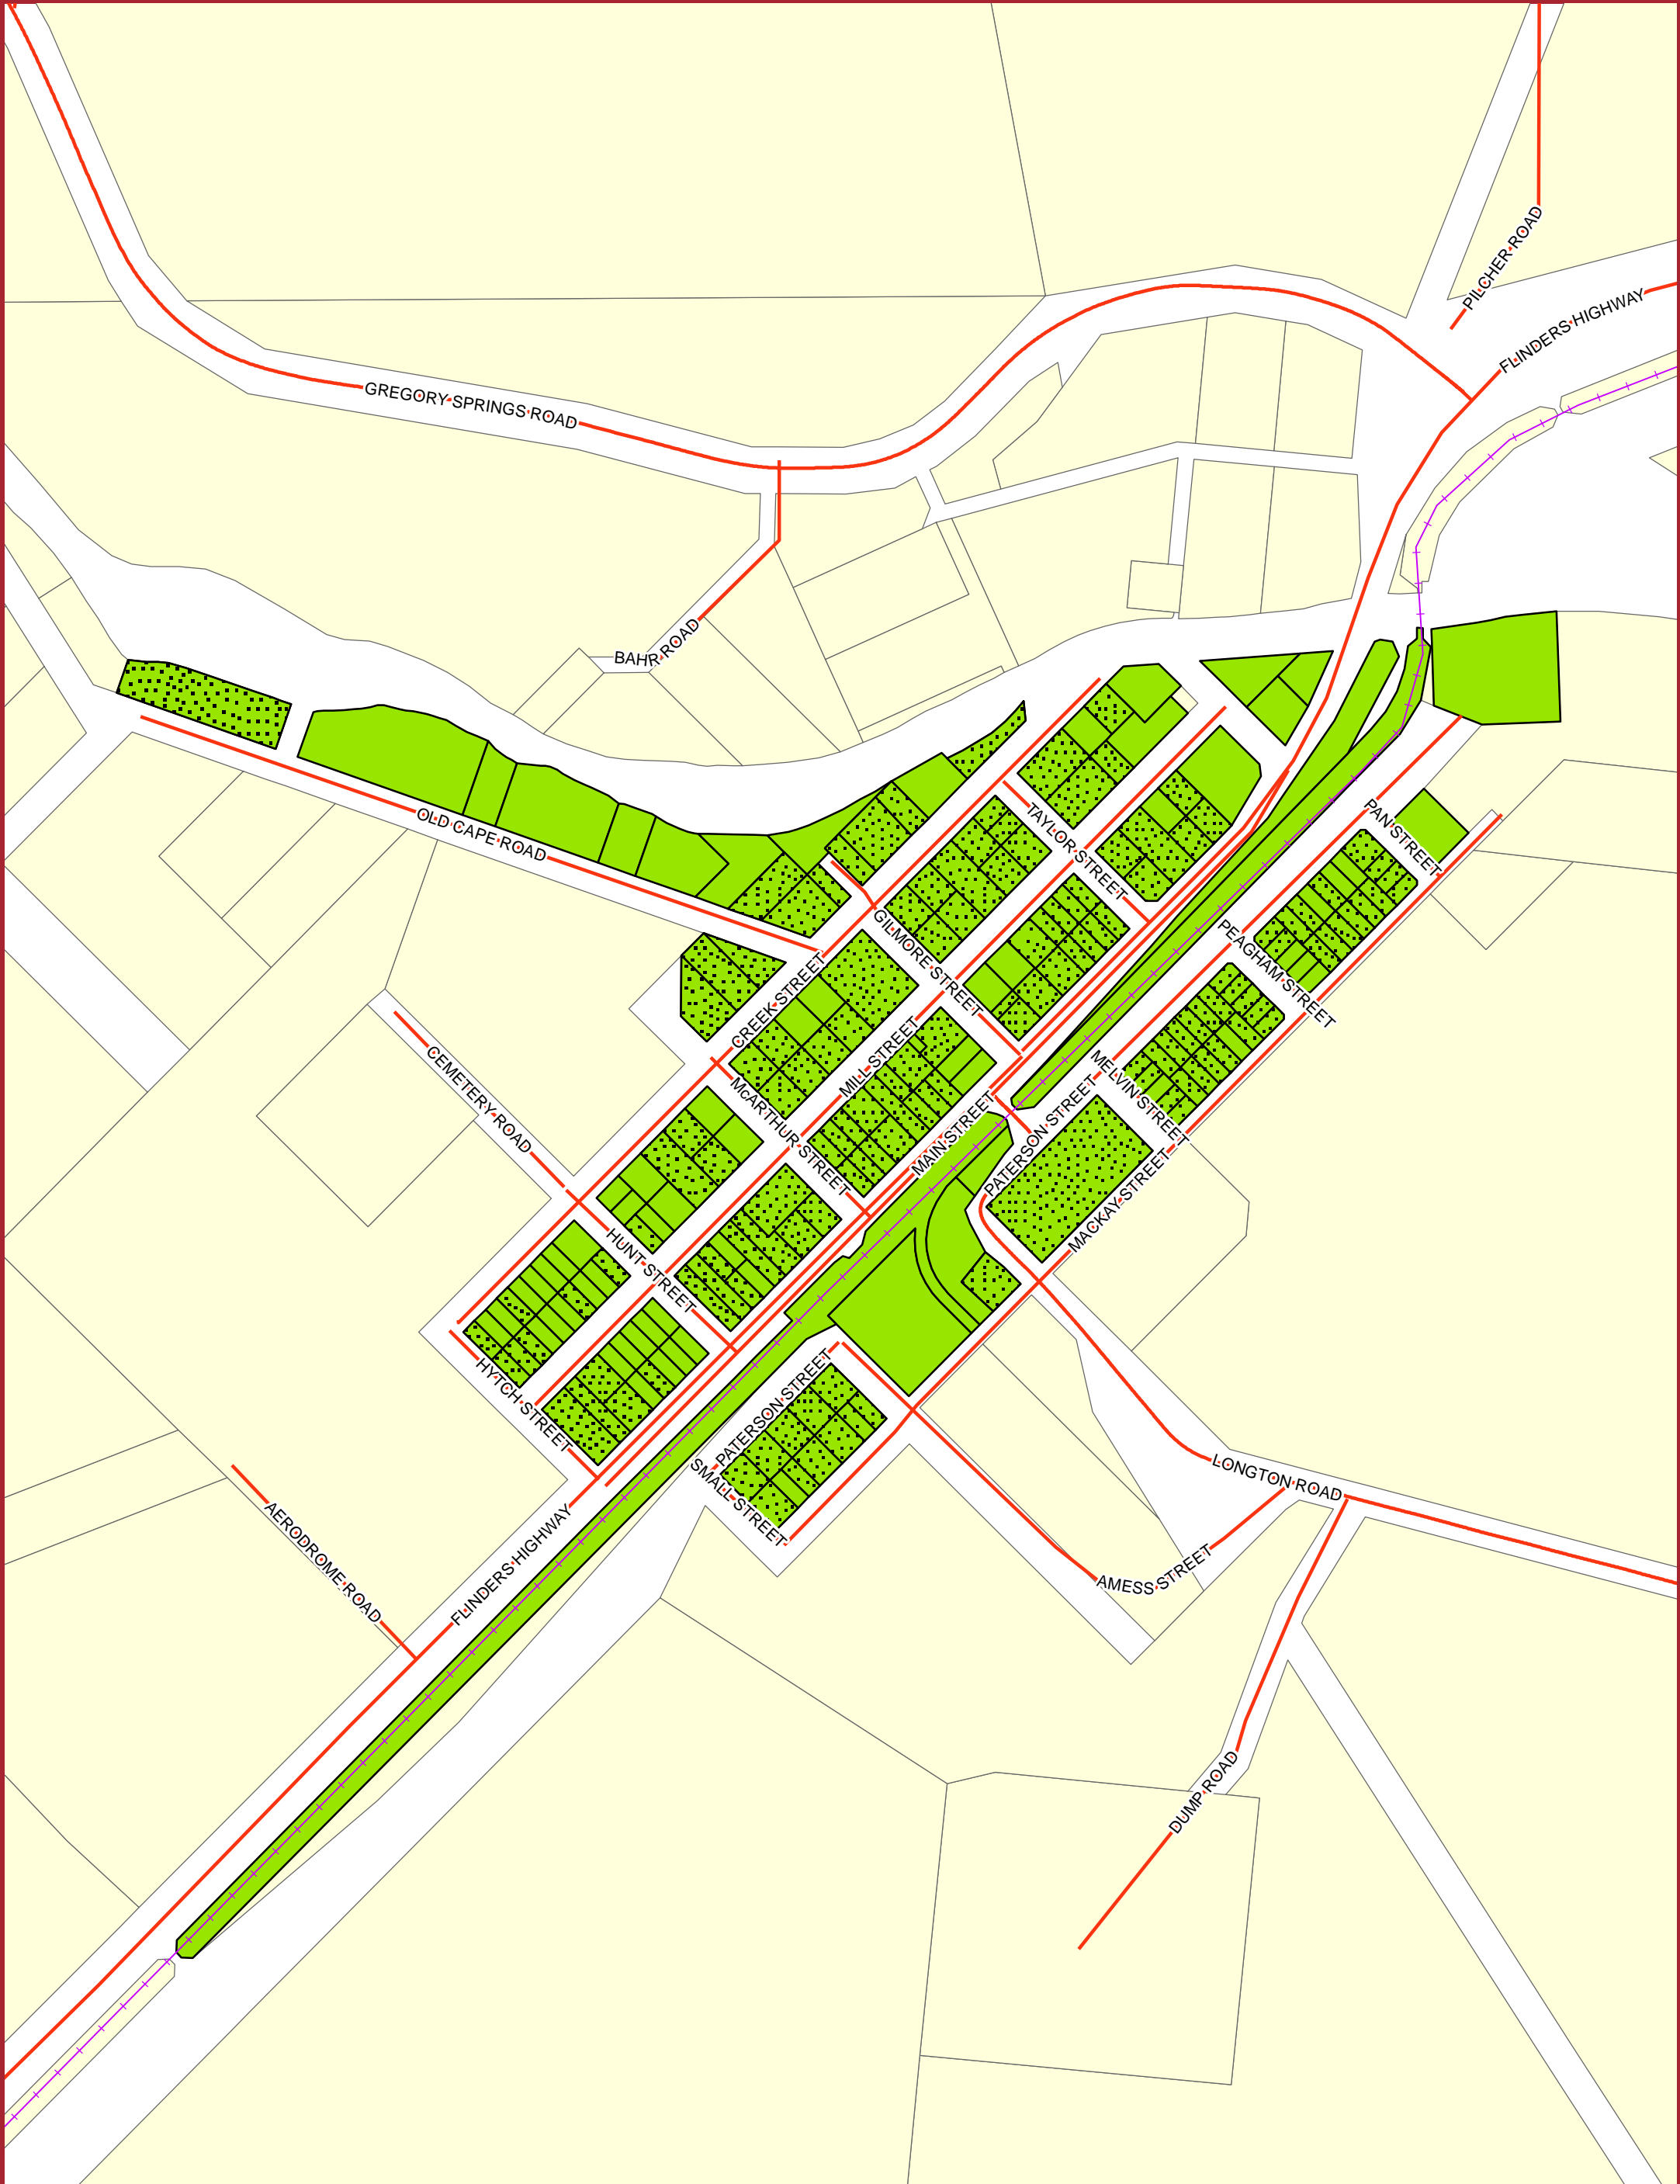 PILCHER ROAD
FLINDERS HIGHWAY
GREGORY SPRINGS ROAD
BAHR ROAD
OLD CAPE ROAD
TAYLOR STREET
PAN STREET
GILMORE STREET
PEAGHAM STREET
CREEK STREET
MILL STREET
CEMETERY ROAD
McARTHUR STREET
MAIN STREET
MELVIN STREET
PATERSON STREET
MACKAY STREET
HUNT STREET
HYTCH STREET
PATERSON STREET
SMALL STREET
LONGTON ROAD
AERODROME ROAD
FLINDERS HIGHWAY
AMESS STREET
DUMP ROAD